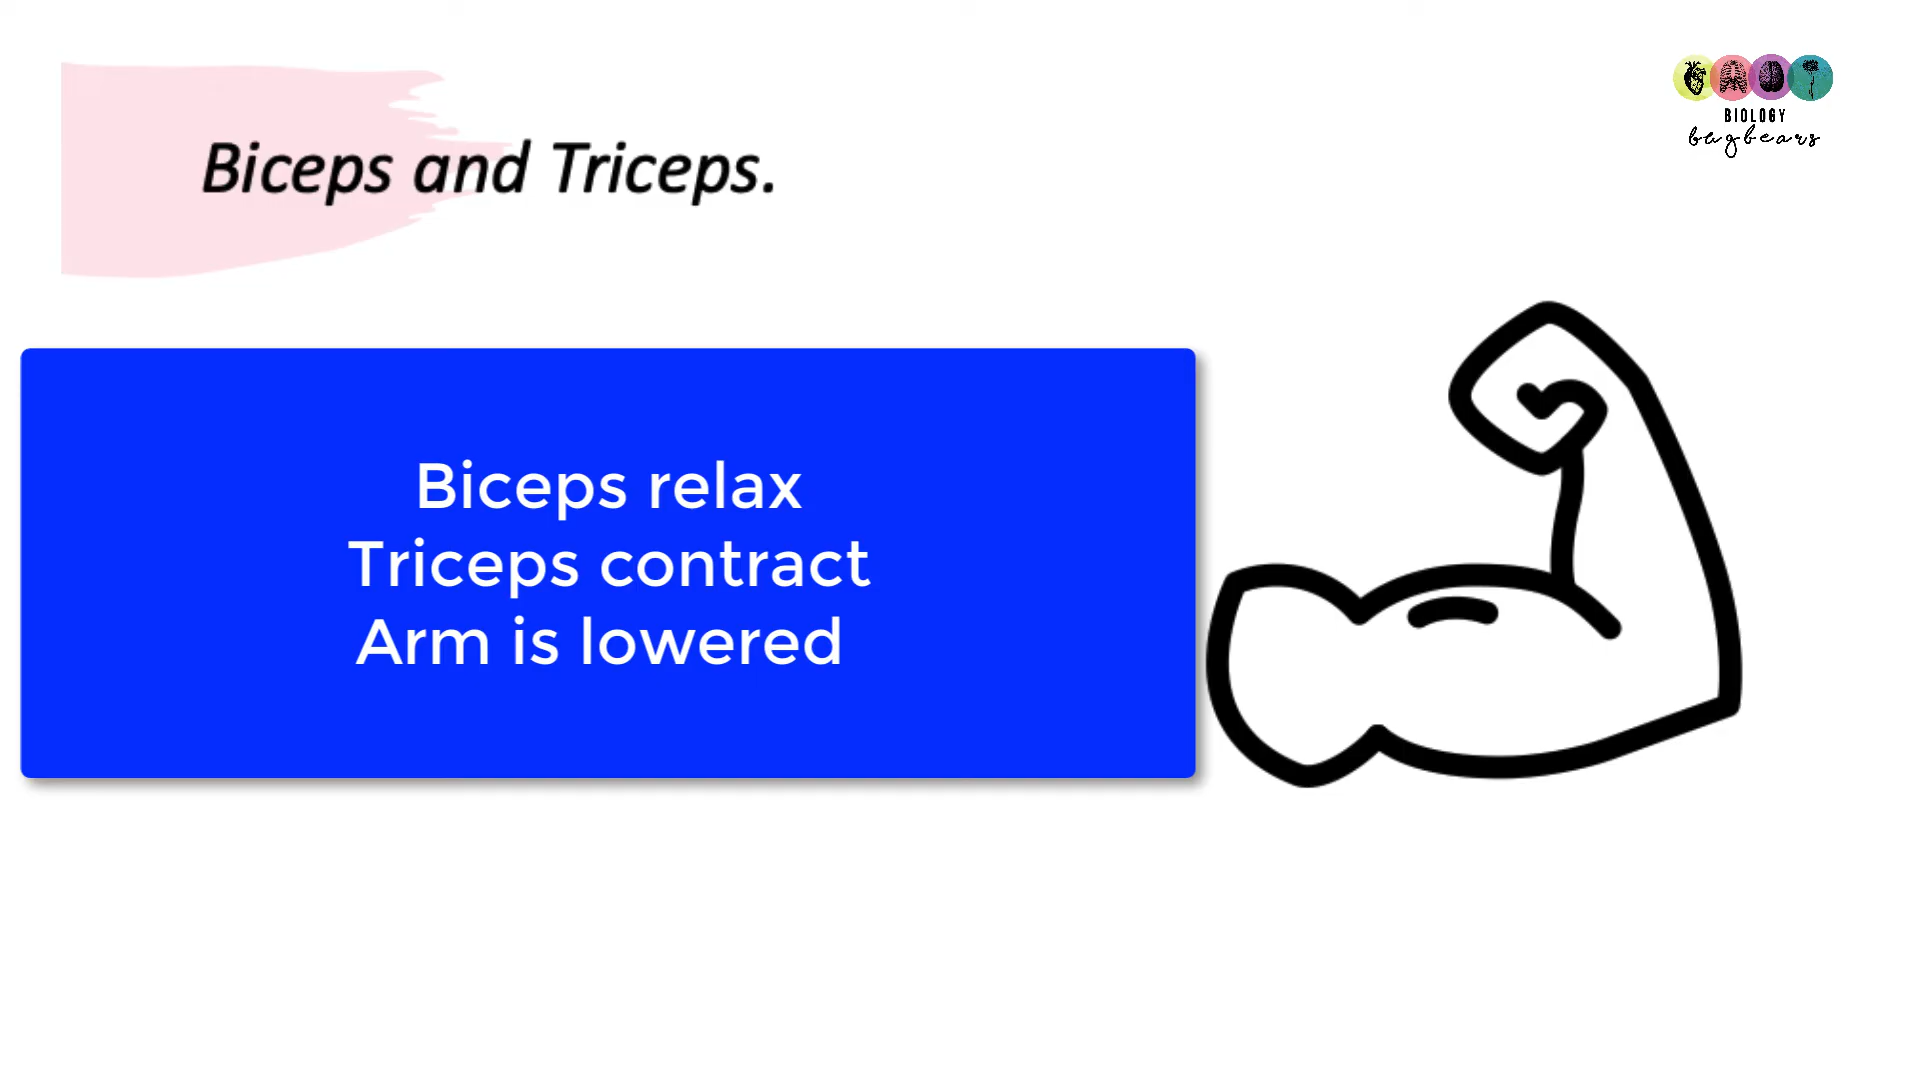 BIOLOGY
bugbears
Biceps and Triceps.
Biceps relax
Triceps contract
Arm is lowered